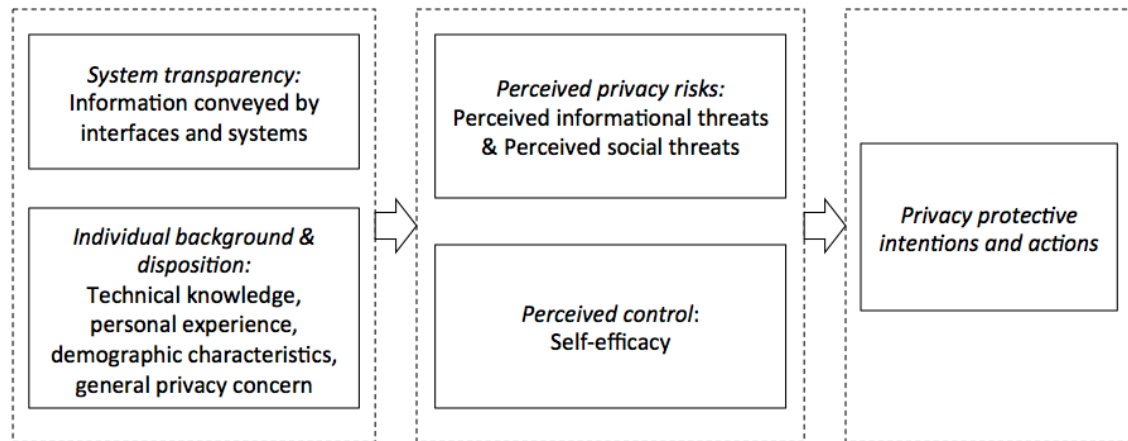 System transparency:
Information conveyed by
interfaces and systems
Individual background &
disposition:
Technical knowledge,
personal experience,
demographic characteristics,
general privacy concern
Perceived privacy risks:
Perceived informational threats
& Perceived social threats
Perceived control:
Self-efficacy
Privacy protective
intentions and actions